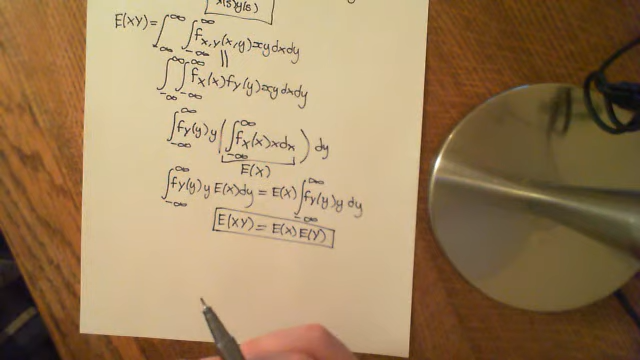 x(s)y(s)
E(XY) = ∫_{-∞}^{∞} ∫_{-∞}^{∞} f_{X,Y}(x,y) xy dx dy
||
∫_{-∞}^{∞} ∫_{-∞}^{∞} f_X(x) f_Y(y) xy dx dy
∫_{-∞}^{∞} f_Y(y) y ( ∫_{-∞}^{∞} f_X(x) x dx ) dy
E(X)
∫_{-∞}^{∞} f_Y(y) y E(X) dy = E(X) ∫_{-∞}^{∞} f_Y(y) y dy
E(XY) = E(X) E(Y)